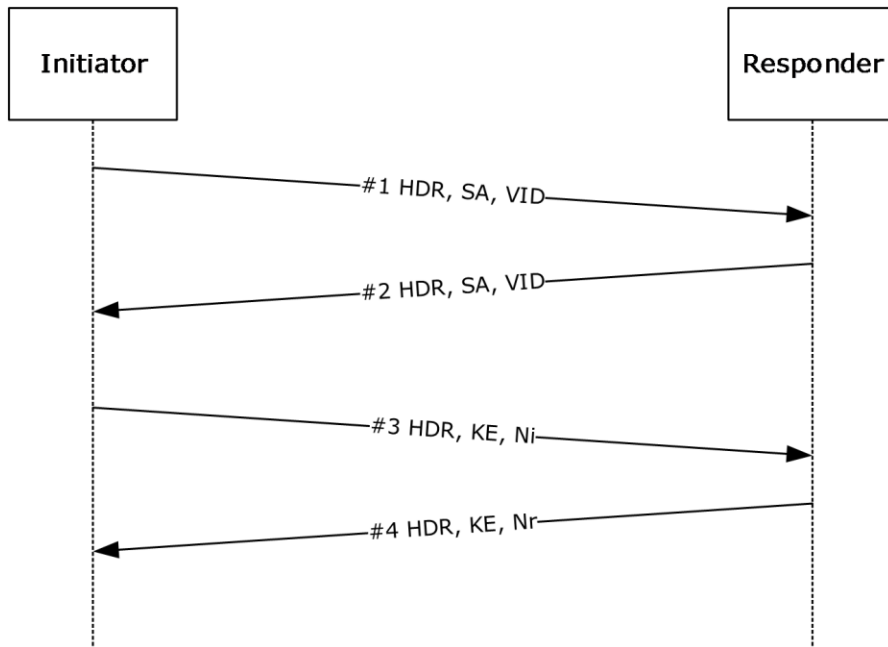 Initiator
Responder
#1 HDR, SA, VID
#2 HDR, SA, VID
#3 HDR, KE, Ni
#4 HDR, KE, Nr